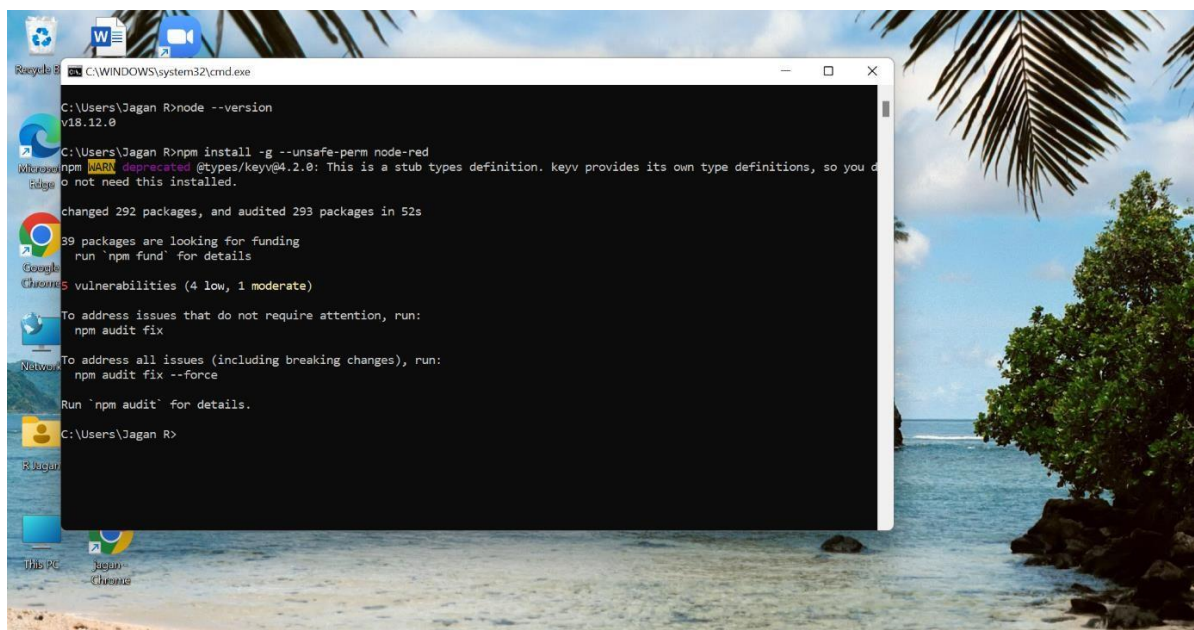 C:\WINDOWS\system32\cmd.exe
C:\Users\Jagan R>node --version
v18.12.0
C:\Users\Jagan R>npm install -g --unsafe-perm node-red
npm WARN deprecated @types/keyv@4.2.0: This is a stub types definition. keyv provides its own type definitions, so you d
o not need this installed.
changed 292 packages, and audited 293 packages in 52s
39 packages are looking for funding
run `npm fund` for details
5 vulnerabilities (4 low, 1 moderate)
To address issues that do not require attention, run:
npm audit fix
To address all issues (including breaking changes), run:
npm audit fix --force
Run `npm audit` for details.
C:\Users\Jagan R>
Recycle B
Microsof
Edge
Google
Chrome
Network
R Jagan
This PC
Jagan-
Chrome